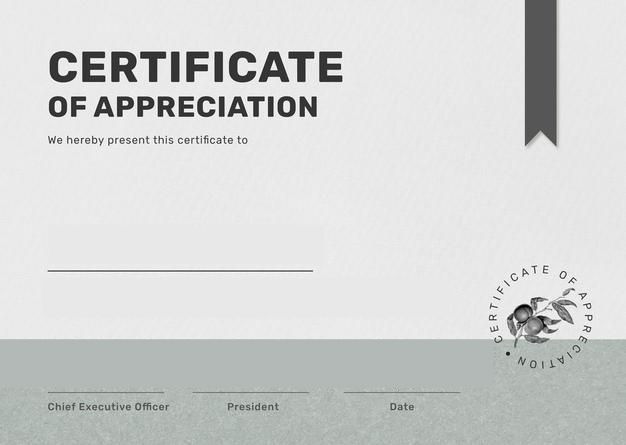 CERTIFICATE
OF APPRECIATION
We hereby present this certificate to
CERTIFICATE OF APPRECIATION •
Chief Executive Officer
President
Date